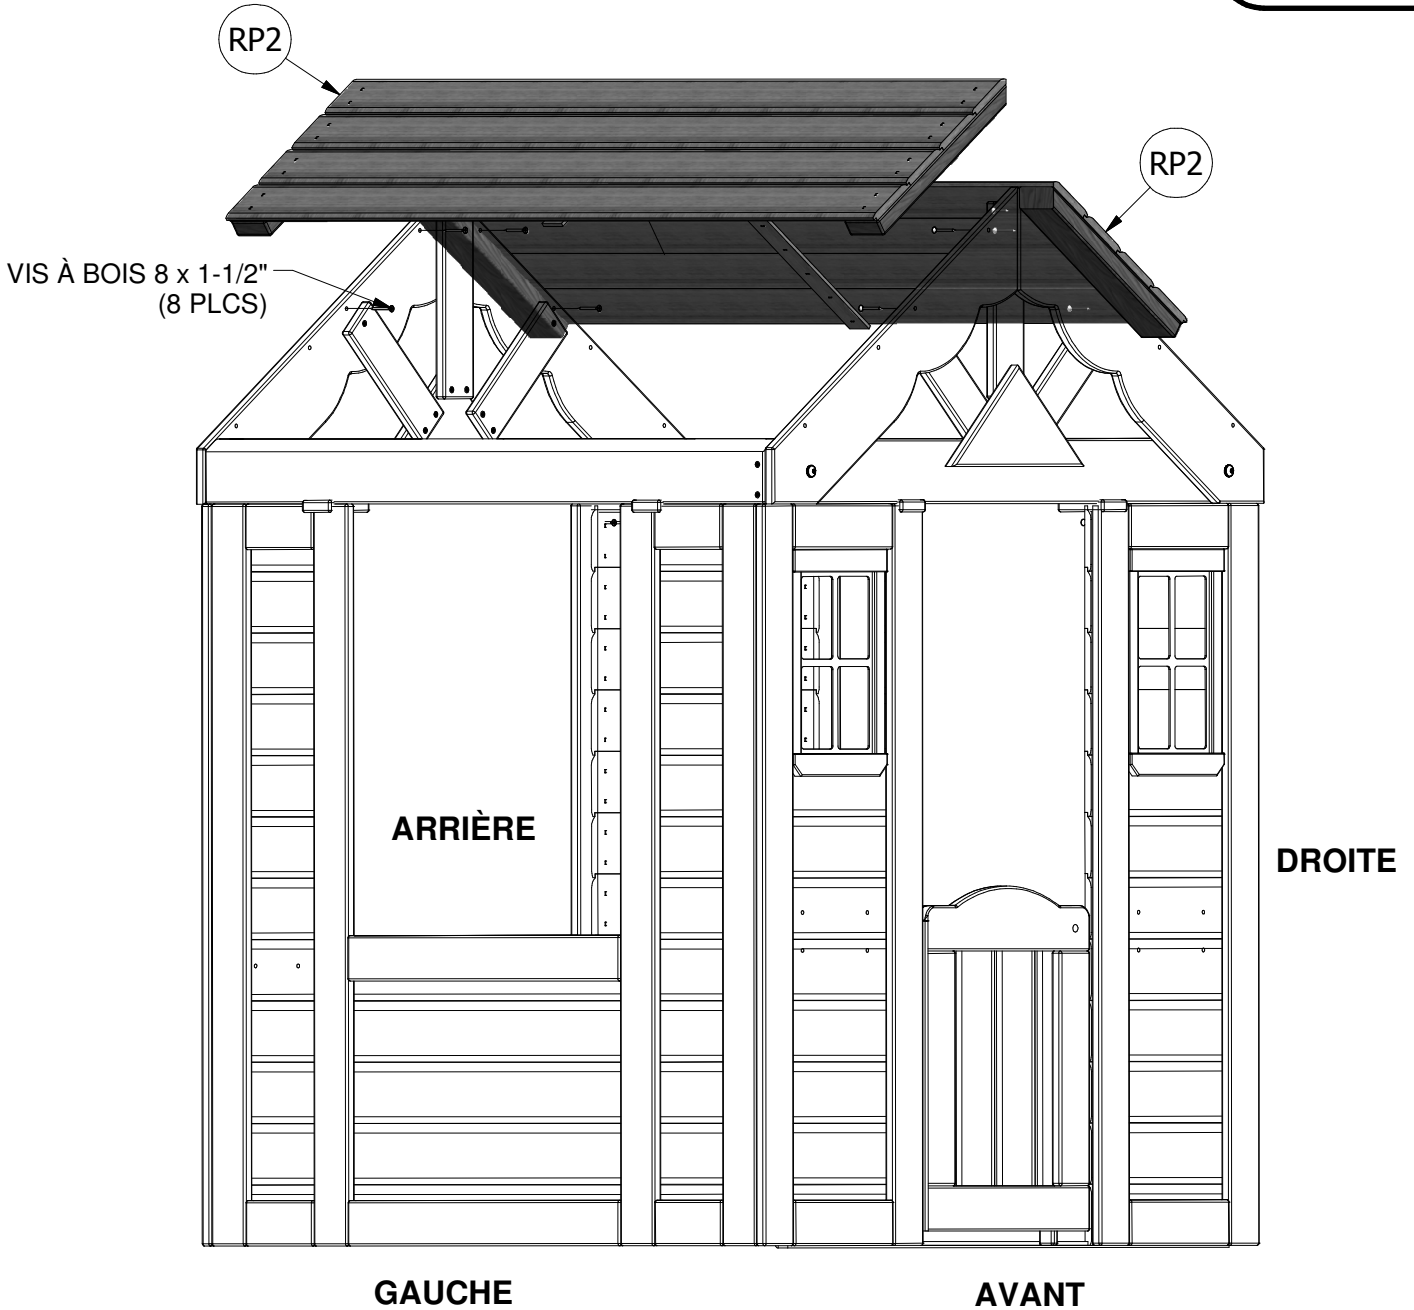 RP2
RP2
VIS À BOIS 8 x 1-1/2"
(8 PLCS)
ARRIÈRE
DROITE
GAUCHE
AVANT